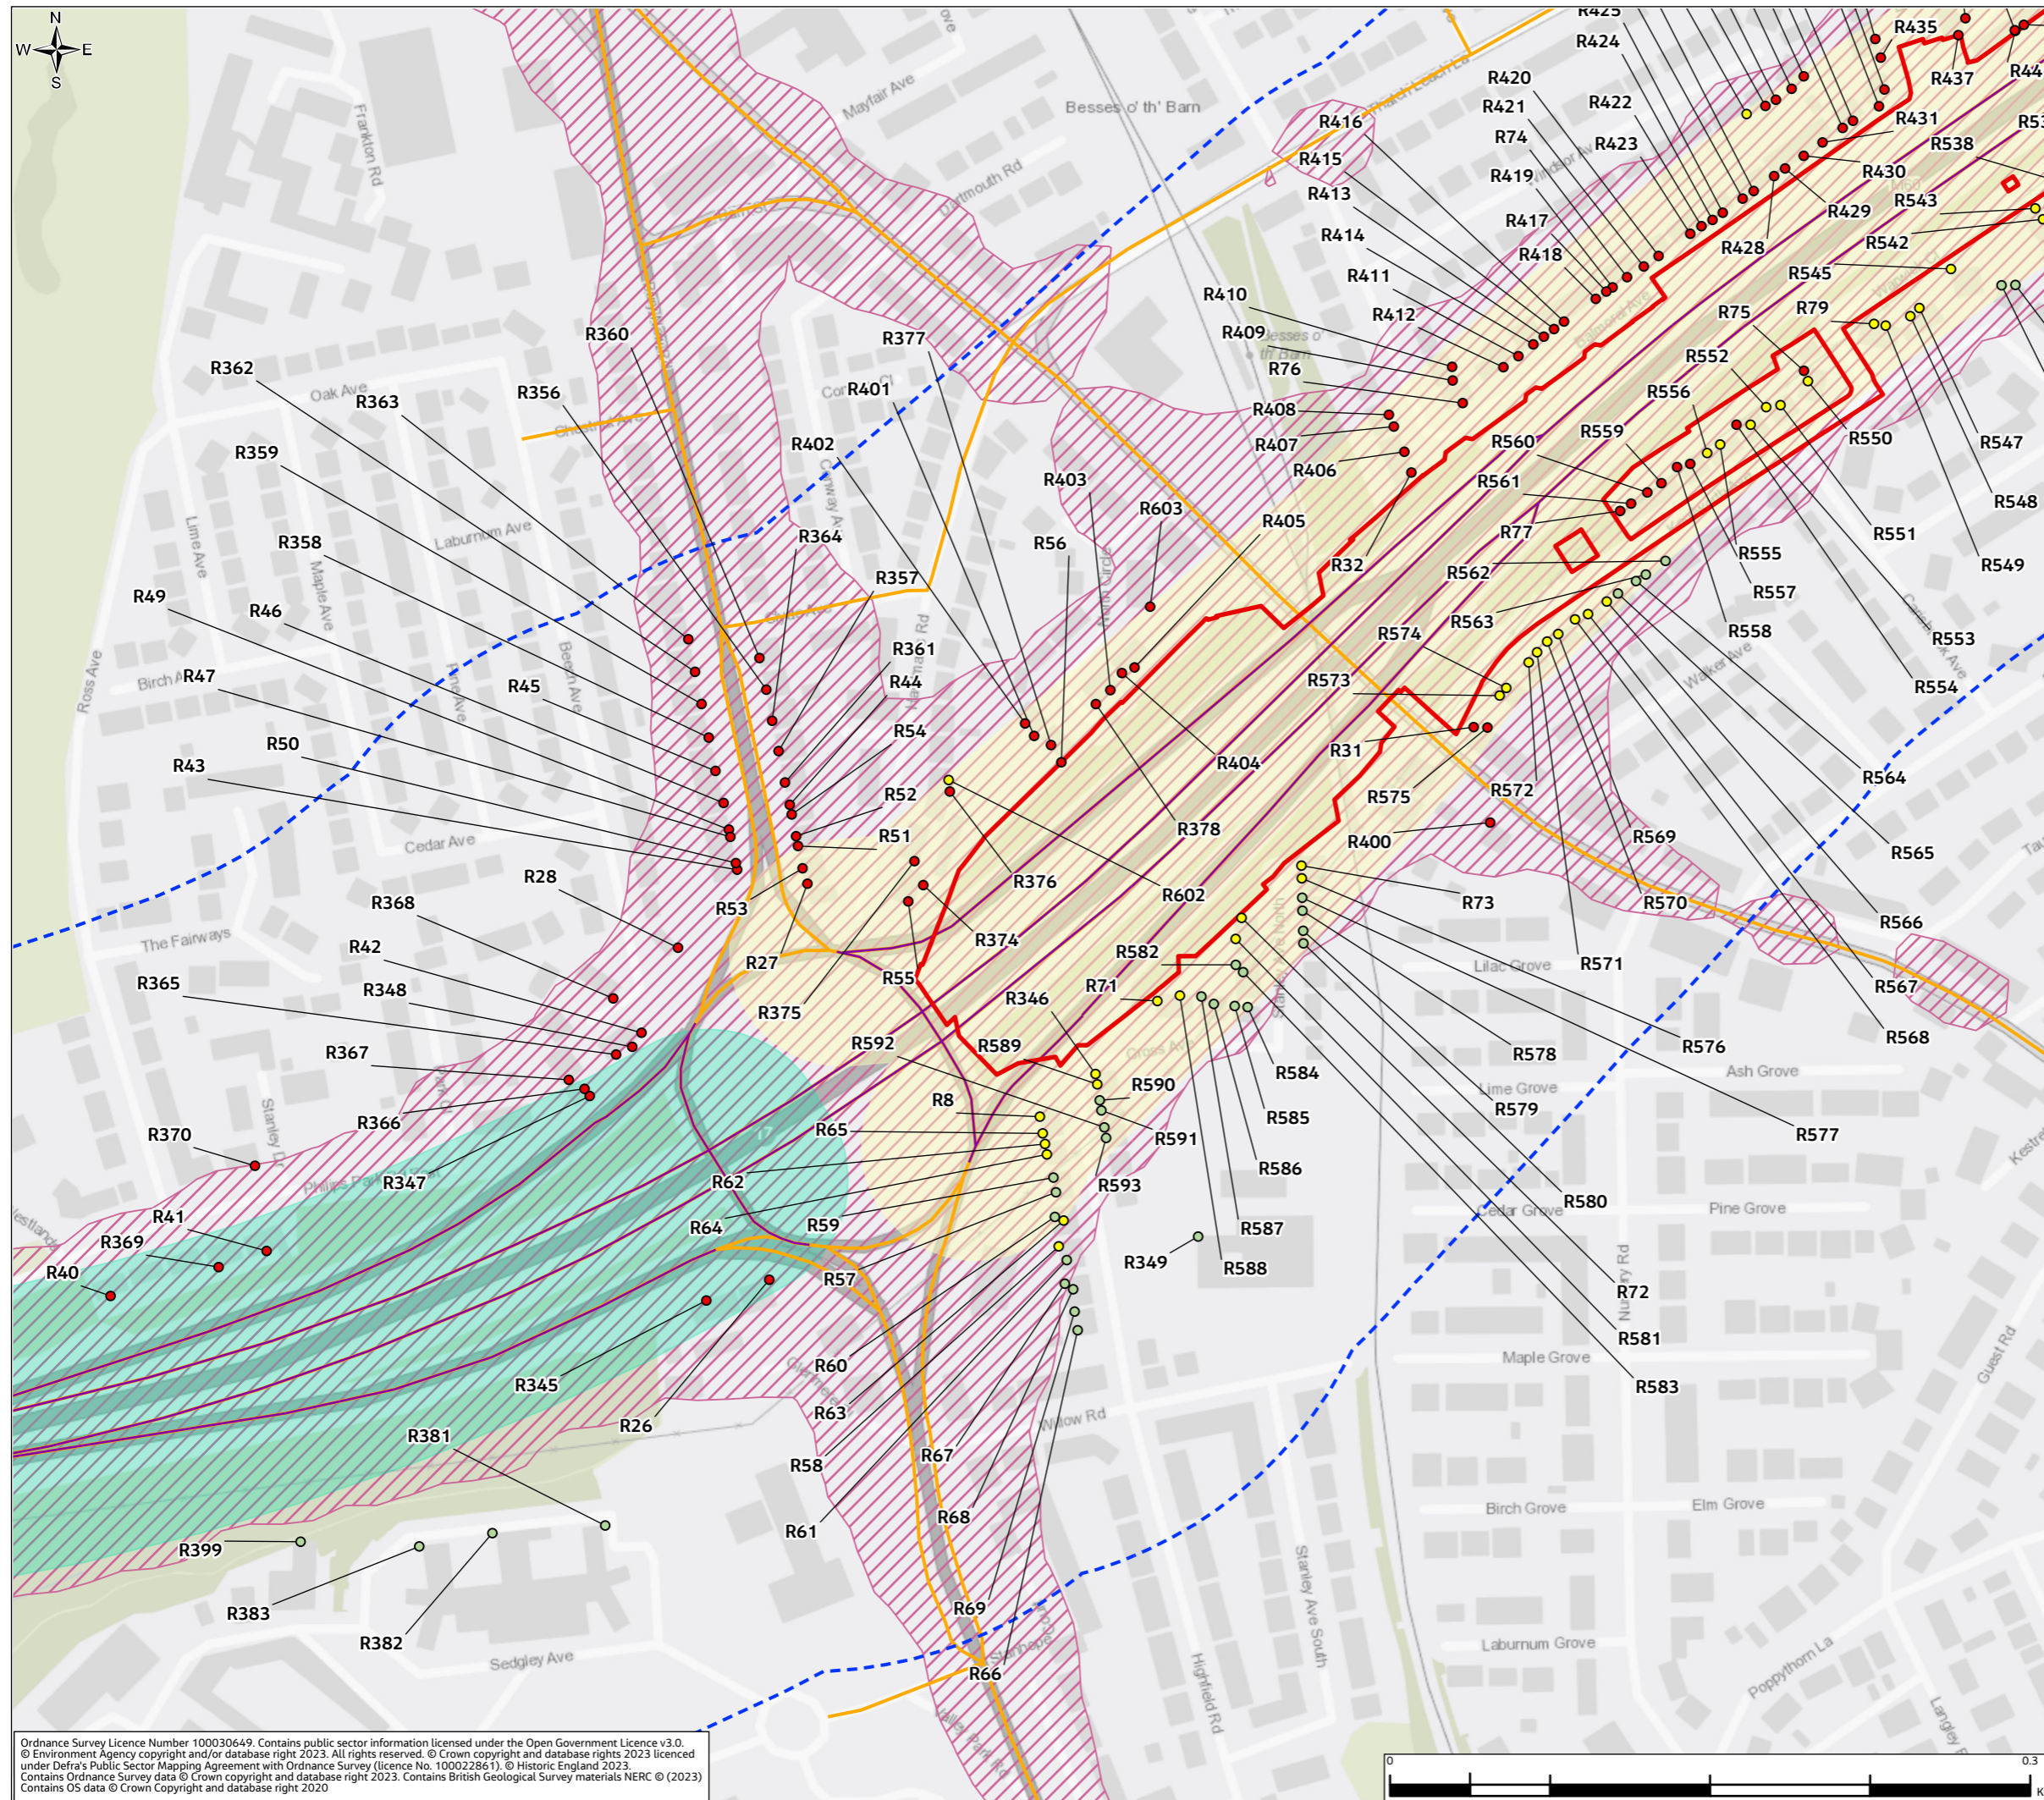 N
W E
S
Frankton Rd
Mayfair Ave
Besses o' th' Barn
Thatch Leach La
Dartmouth Rd
Windsor Av
R425
R424
R420
R421
R422
R74
R423
R419
R417
R418
R416
R415
R413
R414
R411
R412
R410
R409
R76
R408
R407
R406
R435
R437
R431
R430
R429
R428
R538
R543
R542
R545
R79
R75
R552
R556
R559
R560
R561
R77
R550
R547
R548
R551
R549
R555
R557
R558
R553
R554
R562
R563
R574
R573
R31
R575
R572
R400
R564
R565
R569
R570
R566
R571
R567
R568
R32
Besses o'
th' Barn
Balmoral Ave
Walker Ave
R360
R377
R362
R363
R356
R401
R402
R359
R403
R603
R405
R358
R364
R56
R49
R46
R357
R47
R45
R361
R44
R54
R50
R43
R52
R51
R404
R378
R376
R602
R28
R53
R368
R42
R27
R374
R55
R375
R365
R348
R367
R366
R370
R347
R41
R369
R40
Oak Ave
Chestnut Ave
Lime Ave
Laburnum Ave
Maple Ave
Beech Ave
Ross Ave
Cedar Ave
The Fairways
Stanley Dr
R73
R582
R346
R71
R592
R589
R590
R8
R65
R591
R62
R593
R64
R59
R57
R584
R585
R586
R587
R588
R349
R578
R576
R579
R577
R580
R72
R581
R583
R60
R345
R63
R26
R58
R67
R61
R68
R69
R66
R381
R399
R383
R382
Cross Ave
Lilac Grove
Lime Grove
Ash Grove
Cedar Grove
Pine Grove
Maple Grove
Birch Grove
Elm Grove
Laburnum Grove
Guest Rd
Poppythorn La
Willow Rd
Stanley Ave South
Highfield Rd
Sedgley Ave
17
Ordnance Survey Licence Number 100030649. Contains public sector information licensed under the Open Government Licence v3.0.
© Environment Agency copyright and/or database right 2023. All rights reserved. © Crown copyright and database rights 2023 licenced
under Defra's Public Sector Mapping Agreement with Ordnance Survey (licence No. 100022861). © Historic England 2023.
Contains Ordnance Survey data © Crown copyright and database right 2023. Contains British Geological Survey materials NERC © (2023)
Contains OS data © Crown Copyright and database right 2020
0 0.3